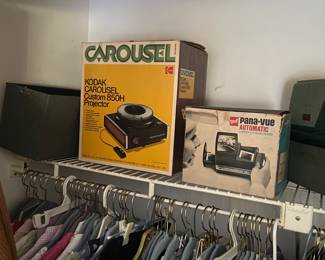 CAROUSEL
KODAK
CAROUSEL
Custom 850H
Projector
PANA-VUE
AUTOMATIC